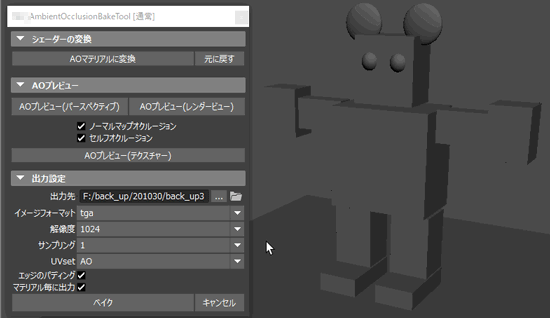 AmbientOcclusionBakeTool [通常]
シェーダーの変換
AOマテリアルに変換 元に戻す
AOプレビュー
AOプレビュー(パースペクティブ) AOプレビュー(レンダービュー)
ノーマルマップオクルージョン
セルフオクルージョン
AOプレビュー(テクスチャー)
出力設定
出力先 F:/back_up/201030/back_up3 ...
イメージフォーマット tga
解像度 1024
サンプリング 1
UVset AO
エッジのパディング
マテリアル毎に出力
ベイク キャンセル